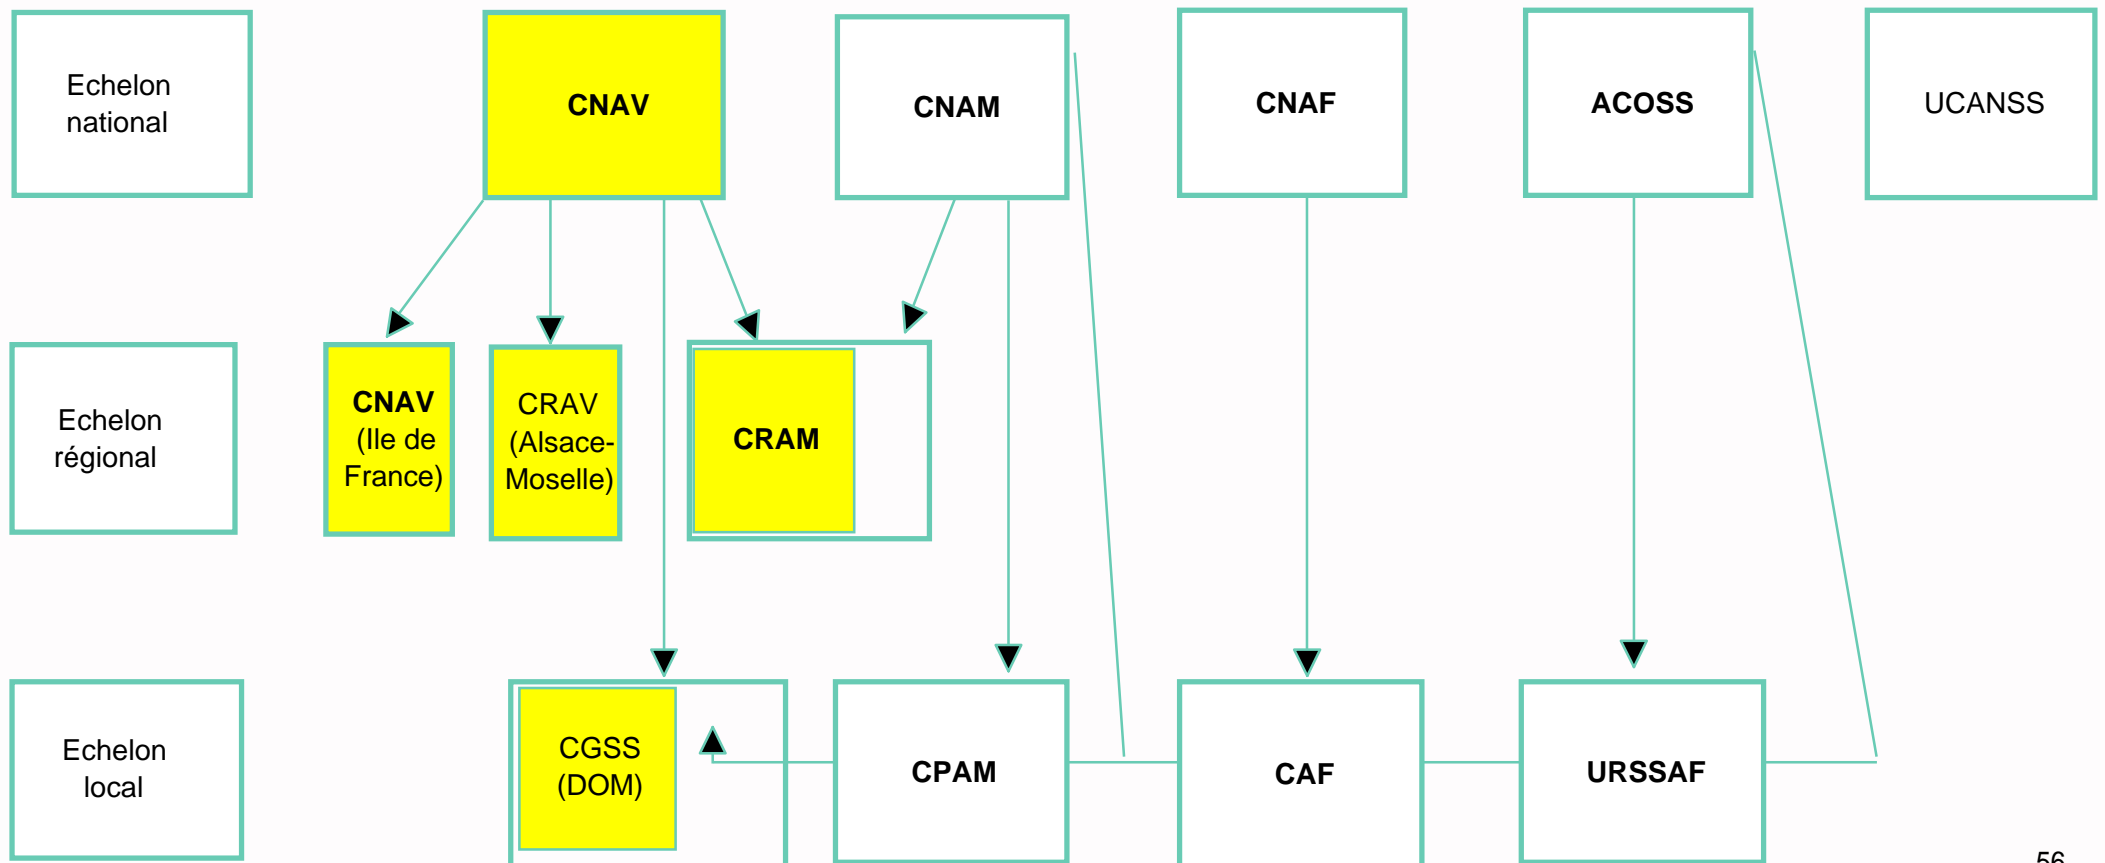 Echelon
national
CNAV
CNAM
CNAF
ACOSS
UCANSS
Echelon
régional
CNAV
(Ile de
France)
CRAV
(Alsace-
Moselle)
CRAM
Echelon
local
CGSS
(DOM)
CPAM
CAF
URSSAF
56